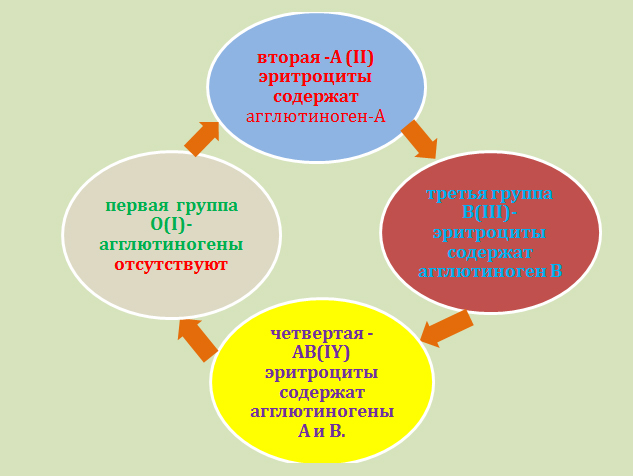 вторая -А (II)
эритроциты
содержат
агглютиноген-А
третья группа
В(III)-
эритроциты
содержат
агглютиноген В
четвертая -
АВ(IY)
эритроциты
содержат
агглютиногены
А и В.
первая группа
О(I)-
агглютиногены
отсутствуют